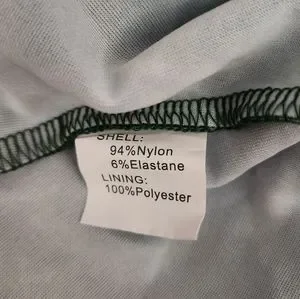 SHELL:
94%Nylon
6%Elastane
LINING:
100%Polyester